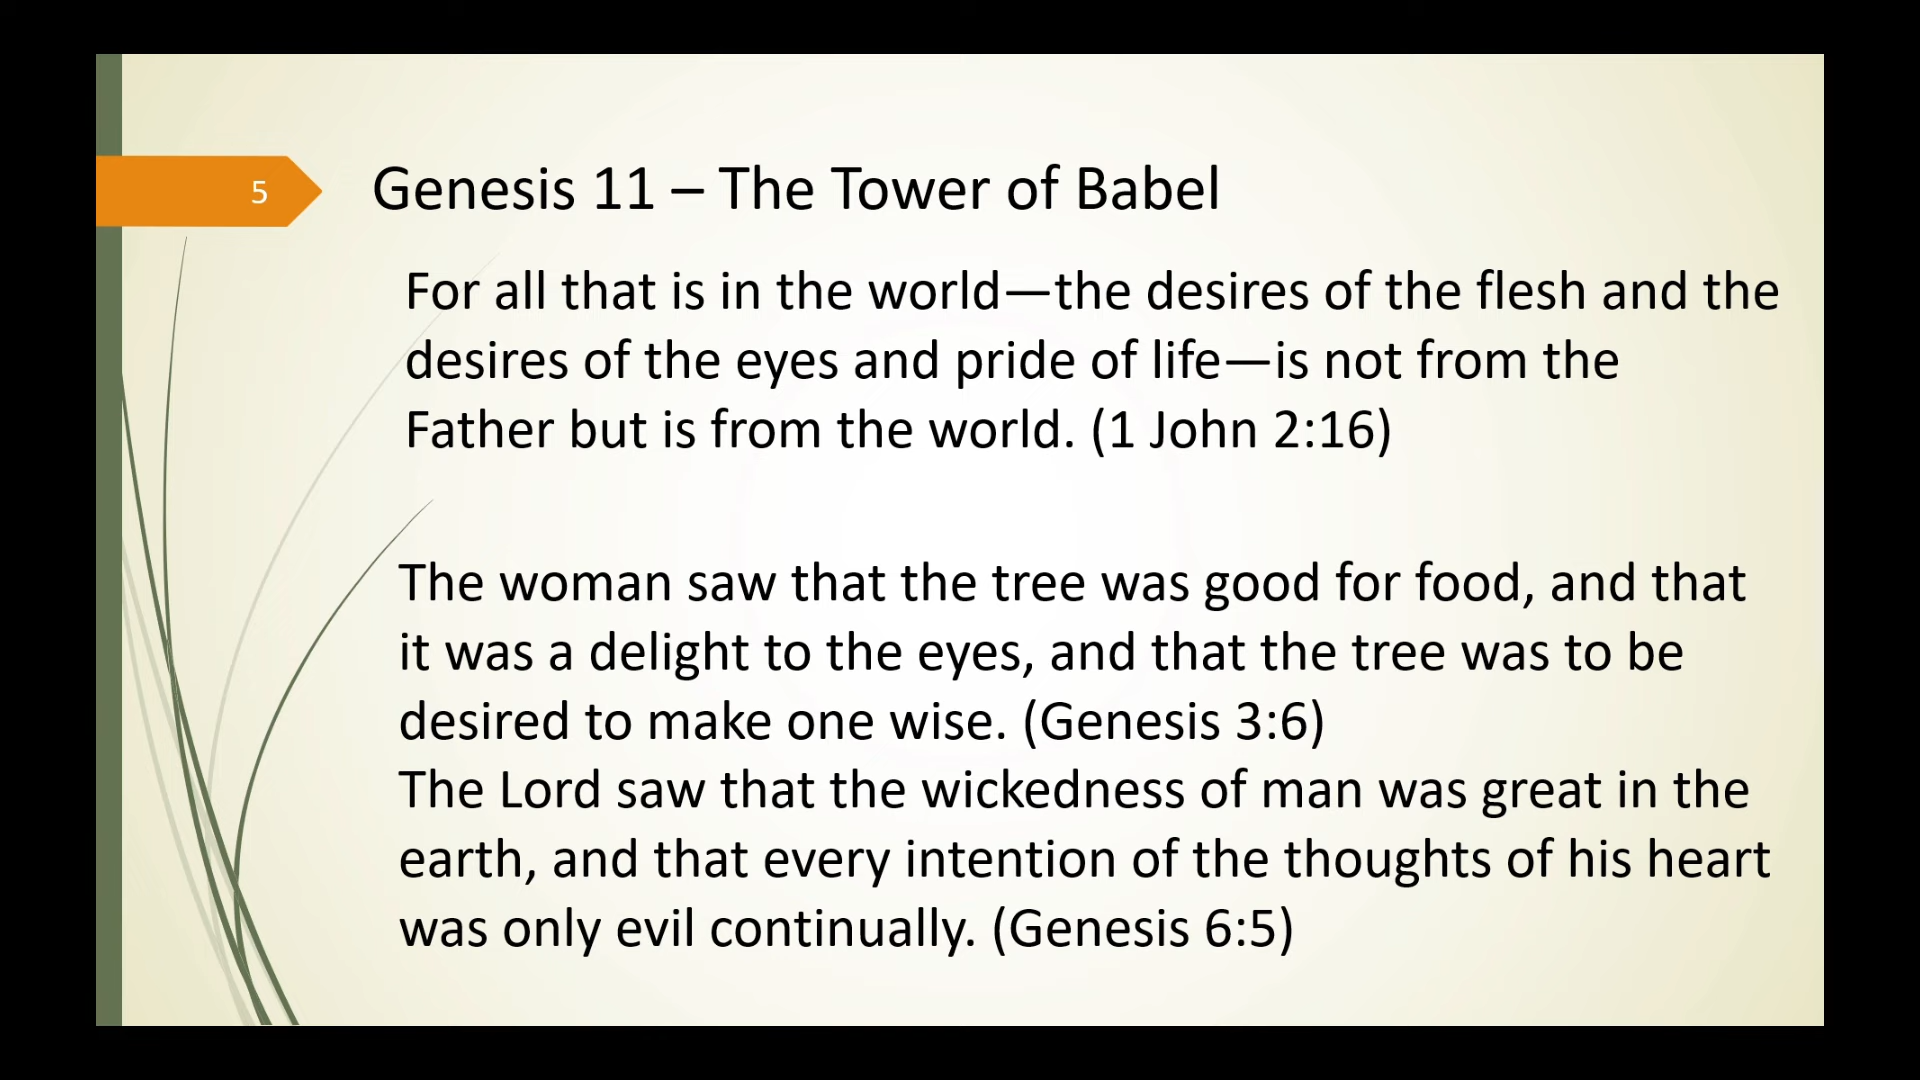 5
Genesis 11 – The Tower of Babel
For all that is in the world—the desires of the flesh and the
desires of the eyes and pride of life—is not from the
Father but is from the world. (1 John 2:16)
The woman saw that the tree was good for food, and that
it was a delight to the eyes, and that the tree was to be
desired to make one wise. (Genesis 3:6)
The Lord saw that the wickedness of man was great in the
earth, and that every intention of the thoughts of his heart
was only evil continually. (Genesis 6:5)